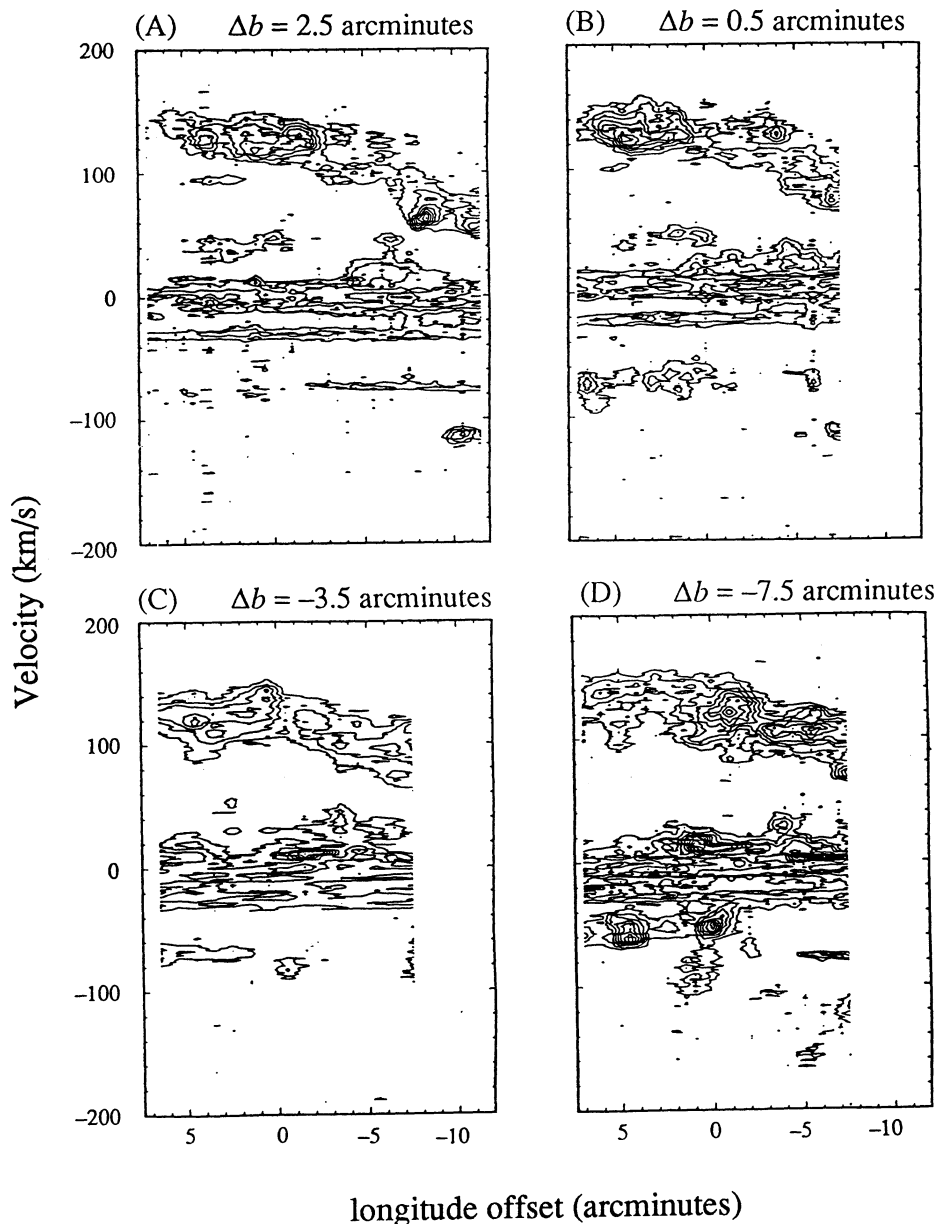 (A) Δb = 2.5 arcminutes
(B) Δb = 0.5 arcminutes
200
100
0
−100
−200
(C) Δb = −3.5 arcminutes
(D) Δb = −7.5 arcminutes
200
100
0
−100
−200
Velocity (km/s)
5 0 −5 −10
5 0 −5 −10
longitude offset (arcminutes)